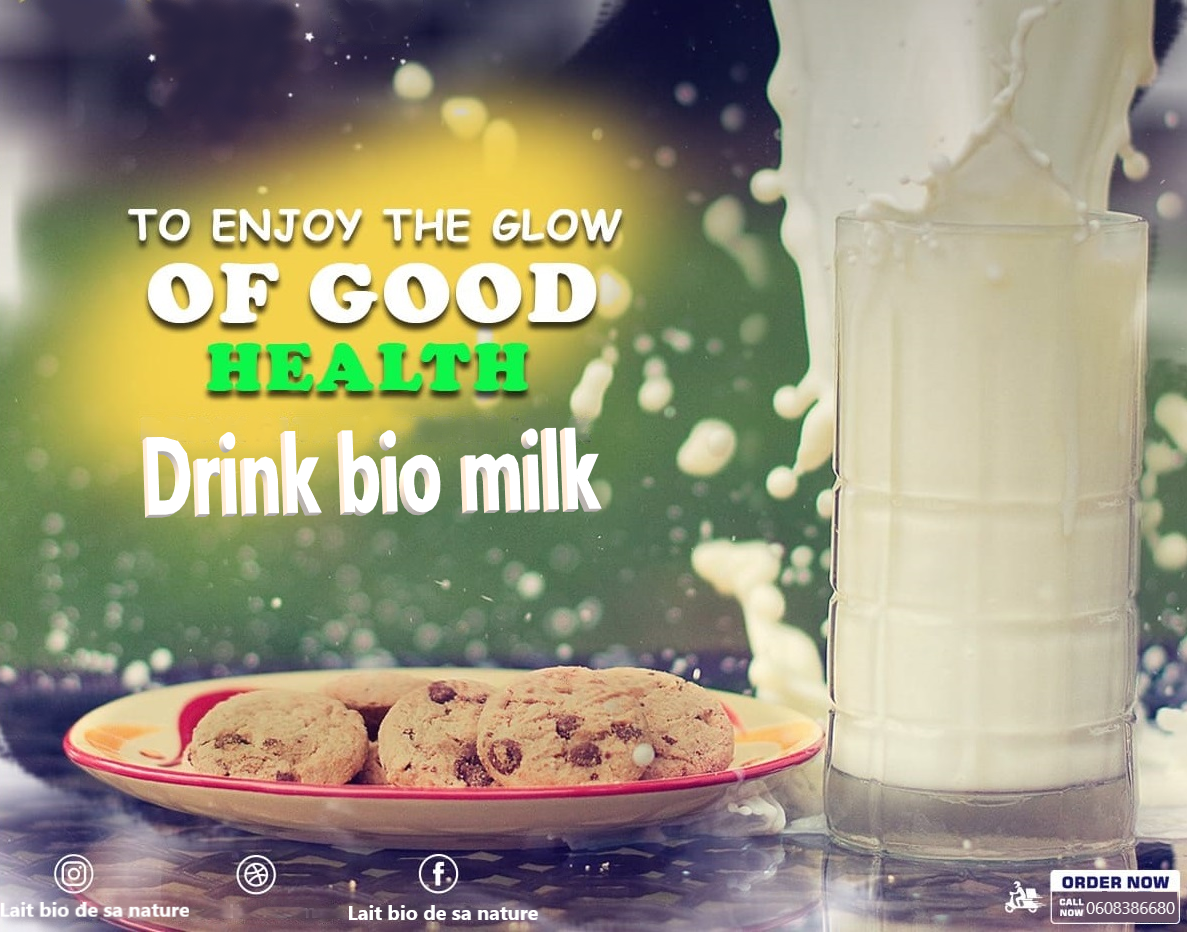 TO ENJOY THE GLOW
OF GOOD
HEALTH
Drink bio milk
Lait bio de sa nature
Lait bio de sa nature
ORDER NOW
CALL NOW 0608386680